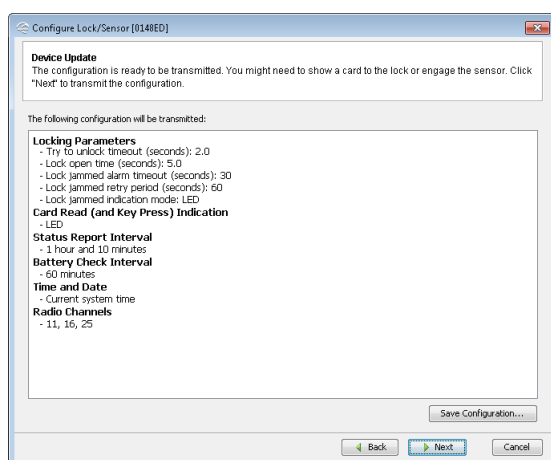 Configure Lock/Sensor [0148ED]
Device Update
The configuration is ready to be transmitted. You might need to show a card to the lock or engage the sensor. Click
"Next" to transmit the configuration.
The following configuration will be transmitted:
Locking Parameters
- Try to unlock timeout (seconds): 2.0
- Lock open time (seconds): 5.0
- Lock jammed alarm timeout (seconds): 30
- Lock jammed retry period (seconds): 60
- Lock jammed indication mode: LED
Card Read (and Key Press) Indication
- LED
Status Report Interval
- 1 hour and 10 minutes
Battery Check Interval
- 60 minutes
Time and Date
- Current system time
Radio Channels
- 11, 16, 25
Save Configuration...
Back Next Cancel